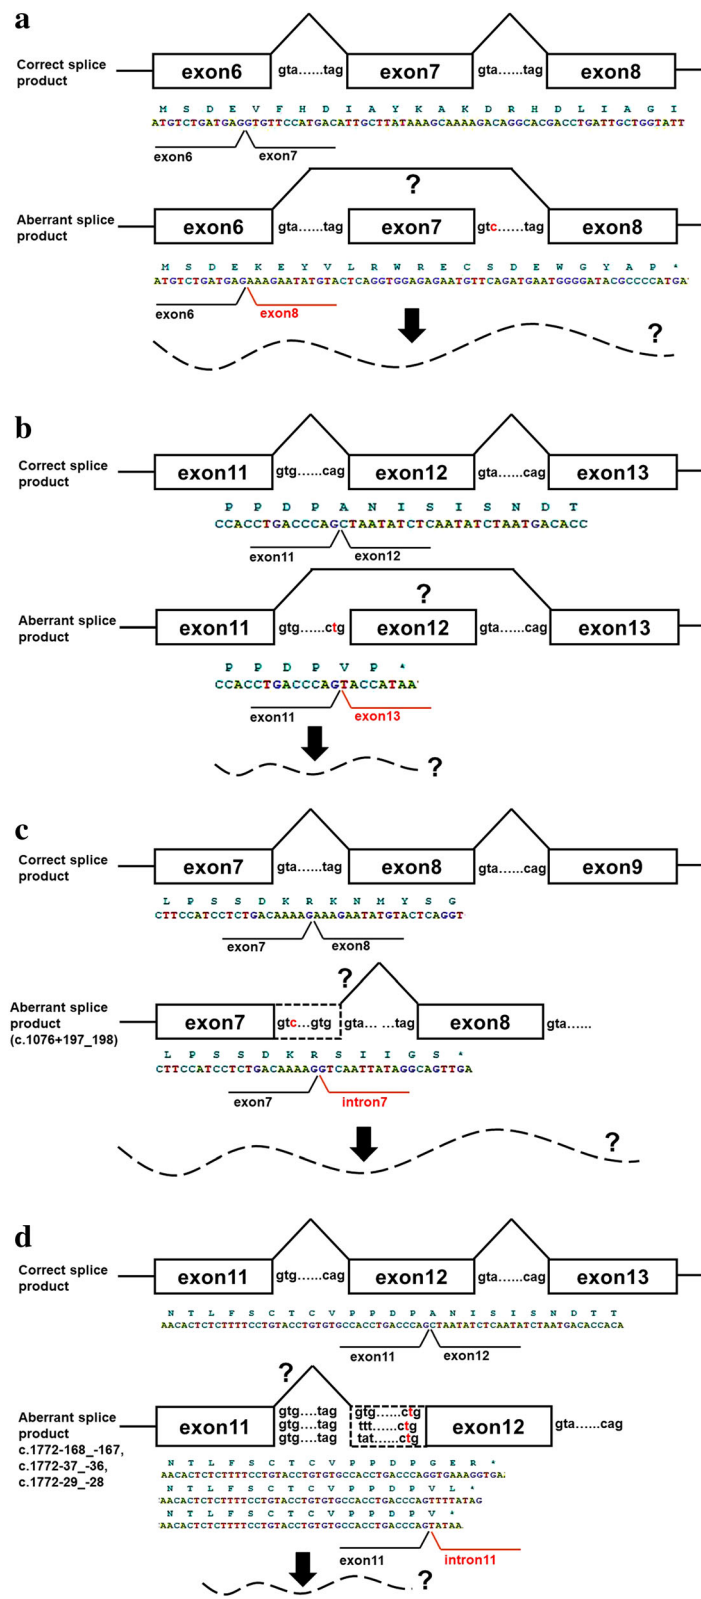 a
Correct splice
product
exon6 gta......tag exon7 gta......tag exon8
M S D E V F H D I A Y K A K D R H D L I A G I
ATGTCTGATGAGGTGTTCCATGACATTGCTTATAAAGCAAAAGACAGGCACGACCTGATTGCTGGTATT
exon6 exon7
?
Aberrant splice
product
exon6 gta......tag exon7 gtc......tag exon8
M S D E K E Y V L R W R E C S D E W G Y A P *
ATGTCTGATGAGAAAGAATATGTACTCAGGTGGAGAGAATGTTCAGATGAATGGGGATACGCCCCATGA
exon6 exon8
?
b
Correct splice
product
exon11 gtg......cag exon12 gta......cag exon13
P P D P A N I S I S N D T
CCACCTGACCCAGCTAATATCTCAATATCTAATGACACC
exon11 exon12
?
Aberrant splice
product
exon11 gtg......ctg exon12 gta......cag exon13
P P D P V P *
CCACCTGACCCAGTACCATAA
exon11 exon13
?
c
Correct splice
product
exon7 gta......tag exon8 gta......cag exon9
L P S S D K R K N M Y S G
CTTCCATCCTCTGACAAAAGAAAGAATATGTACTCAGGT
exon7 exon8
?
Aberrant splice
product
(c.1076+197_198)
exon7 gtc...gtg gta... ...tag exon8 gta......
L P S S D K R S I I G S *
CTTCCATCCTCTGACAAAAGGTCAATTATAGGCAGTTGA
exon7 intron7
?
d
Correct splice
product
exon11 gtg......cag exon12 gta......cag exon13
N T L F S C T C V P P D P A N I S I S N D T T
AACACTCTCTTTTCCTGTACCTGTGTGCCACCTGACCCAGCTAATATCTCAATATCTAATGACACCACA
exon11 exon12
?
Aberrant splice
product
c.1772-168_-167,
c.1772-37_-36,
c.1772-29_-28
exon11 gtg....tag gtg......ctg exon12 gta......cag
gtg....tag ttt......ctg
gtg....tag tat......ctg
N T L F S C T C V P P D P G E R *
AACACTCTCTTTTCCTGTACCTGTGTGCCACCTGACCCAGGTGAAAGGTGA
N T L F S C T C V P P D P V L *
AACACTCTCTTTTCCTGTACCTGTGTGCCACCTGACCCAGTTTTATAG
N T L F S C T C V P P D P V *
AACACTCTCTTTTCCTGTACCTGTGTGCCACCTGACCCAGTATAA
exon11 intron11
?